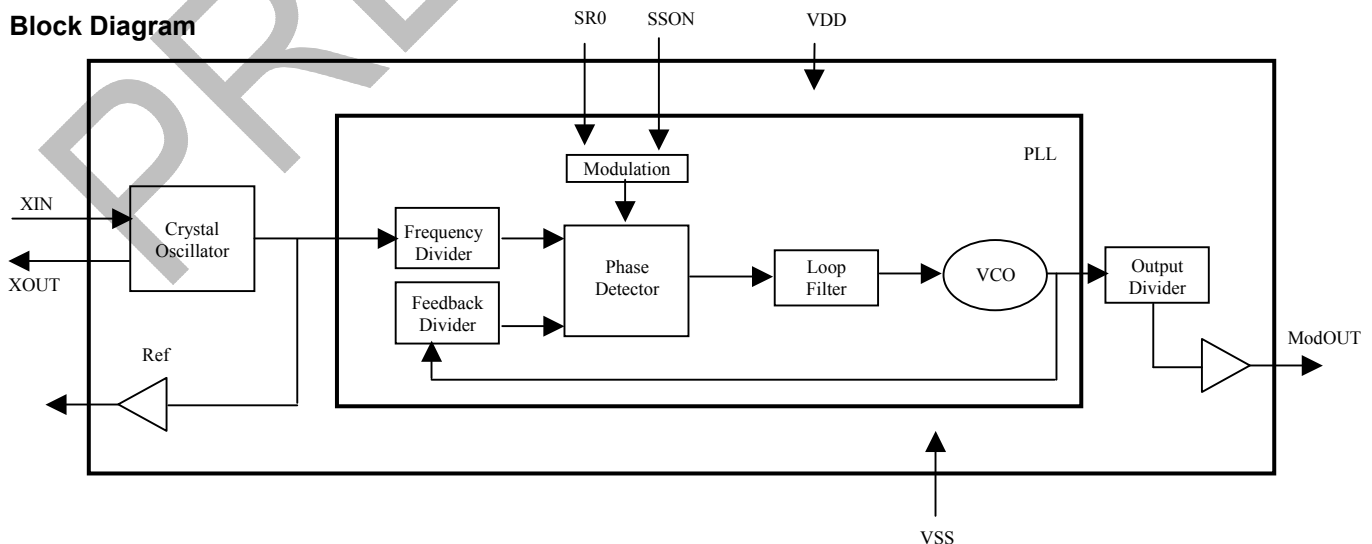 Block Diagram
SR0
SSON
VDD
PLL
Modulation
XIN
XOUT
Crystal
Oscillator
Frequency
Divider
Feedback
Divider
Phase
Detector
Loop
Filter
VCO
Output
Divider
Ref
ModOUT
VSS